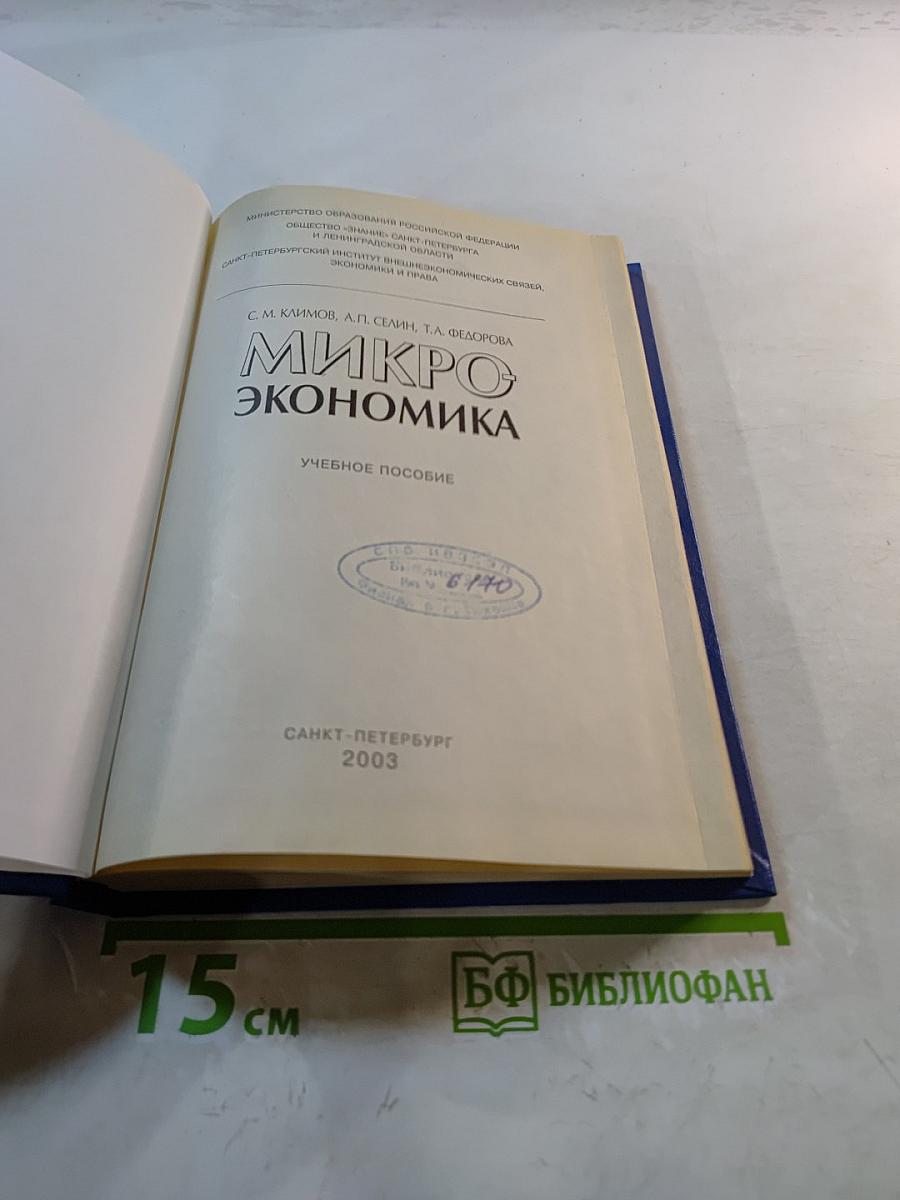 МИНИСТЕРСТВО ОБРАЗОВАНИЯ РОССИЙСКОЙ ФЕДЕРАЦИИ
ОБЩЕСТВО «ЗНАНИЕ» САНКТ-ПЕТЕРБУРГА
И ЛЕНИНГРАДСКОЙ ОБЛАСТИ
САНКТ-ПЕТЕРБУРГСКИЙ ИНСТИТУТ ВНЕШНЕЭКОНОМИЧЕСКИХ СВЯЗЕЙ,
ЭКОНОМИКИ И ПРАВА
С. М. КЛИМОВ, А.П. СЕЛИН, Т.А. ФЕДОРОВА
МИКРО-
ЭКОНОМИКА
УЧЕБНОЕ ПОСОБИЕ
6170
САНКТ-ПЕТЕРБУРГ
2003
15 см
БФ БИБЛИОФАН